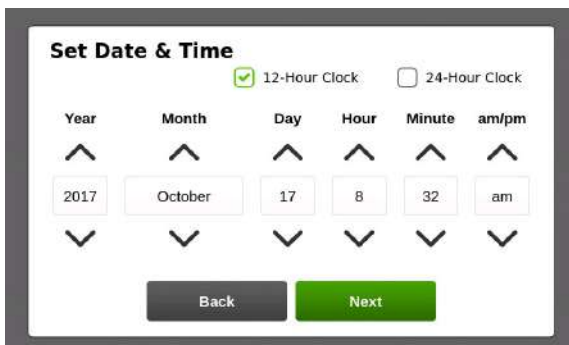 Set Date & Time
12-Hour Clock 24-Hour Clock
Year Month Day Hour Minute am/pm
2017 October 17 8 32 am
Back Next